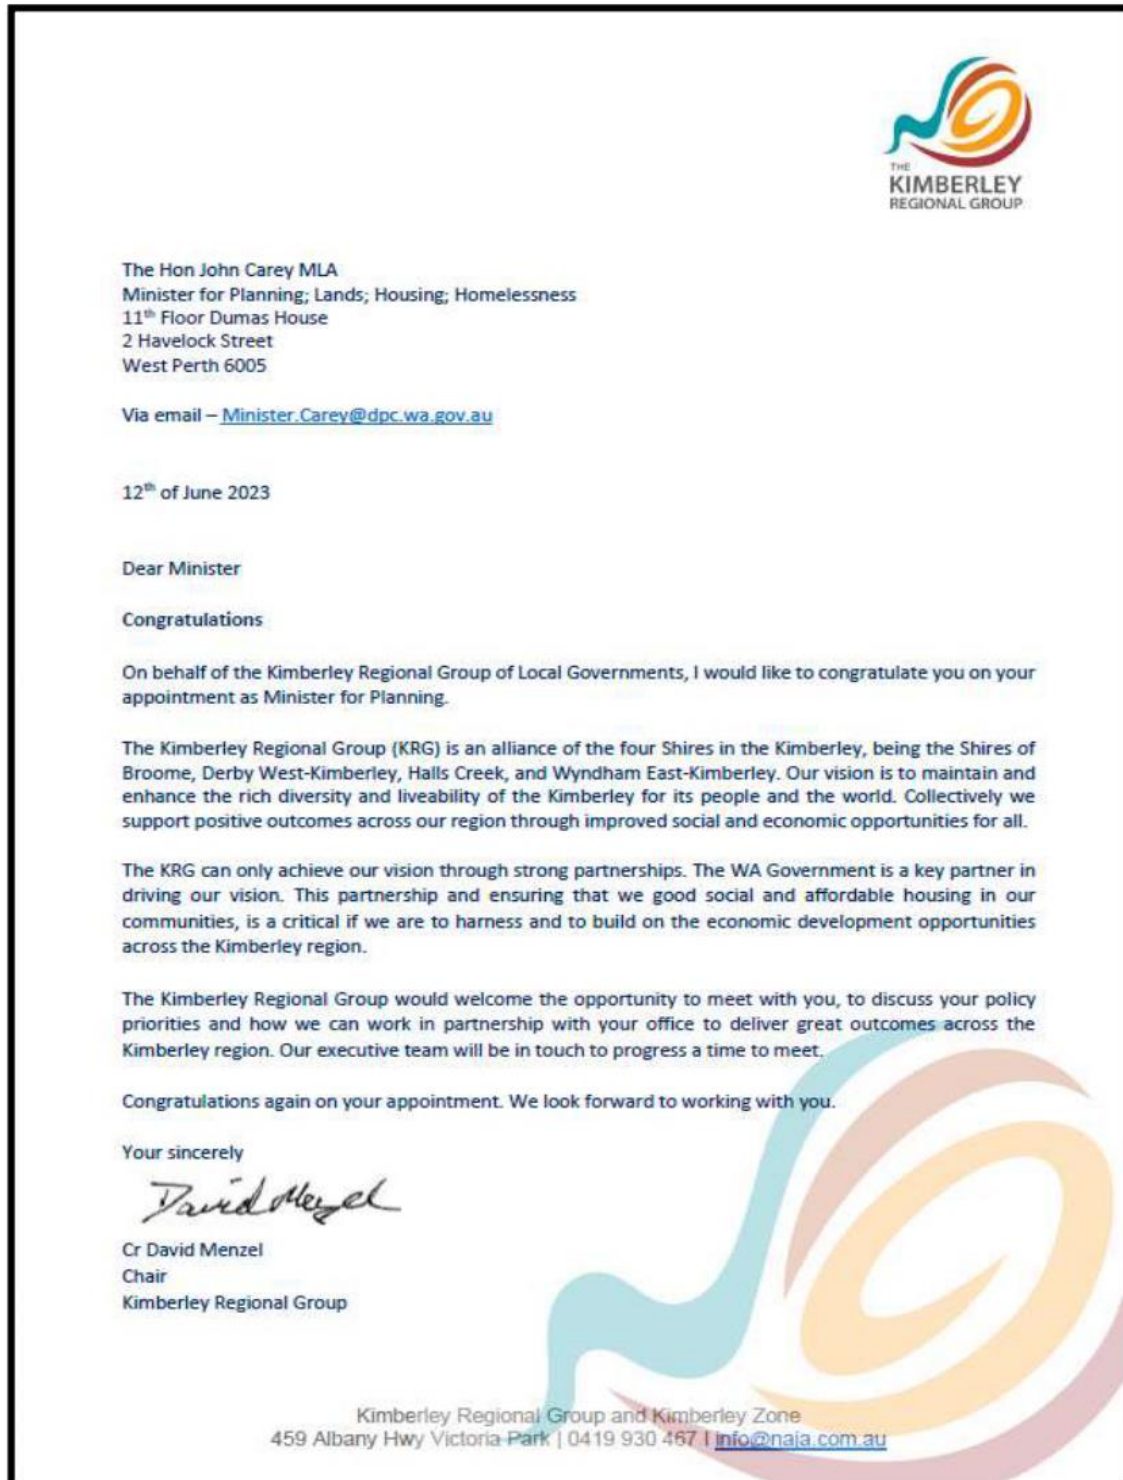 THE
KIMBERLEY
REGIONAL GROUP
The Hon John Carey MLA
Minister for Planning; Lands; Housing; Homelessness
11th Floor Dumas House
2 Havelock Street
West Perth 6005
Via email – Minister.Carey@dpc.wa.gov.au
12th of June 2023
Dear Minister
Congratulations
On behalf of the Kimberley Regional Group of Local Governments, I would like to congratulate you on your
appointment as Minister for Planning.
The Kimberley Regional Group (KRG) is an alliance of the four Shires in the Kimberley, being the Shires of
Broome, Derby West-Kimberley, Halls Creek, and Wyndham East-Kimberley. Our vision is to maintain and
enhance the rich diversity and liveability of the Kimberley for its people and the world. Collectively we
support positive outcomes across our region through improved social and economic opportunities for all.
The KRG can only achieve our vision through strong partnerships. The WA Government is a key partner in
driving our vision. This partnership and ensuring that we good social and affordable housing in our
communities, is a critical if we are to harness and to build on the economic development opportunities
across the Kimberley region.
The Kimberley Regional Group would welcome the opportunity to meet with you, to discuss your policy
priorities and how we can work in partnership with your office to deliver great outcomes across the
Kimberley region. Our executive team will be in touch to progress a time to meet.
Congratulations again on your appointment. We look forward to working with you.
Your sincerely
David Menzel
Cr David Menzel
Chair
Kimberley Regional Group
Kimberley Regional Group and Kimberley Zone
459 Albany Hwy Victoria Park | 0419 930 467 I info@naja.com.au